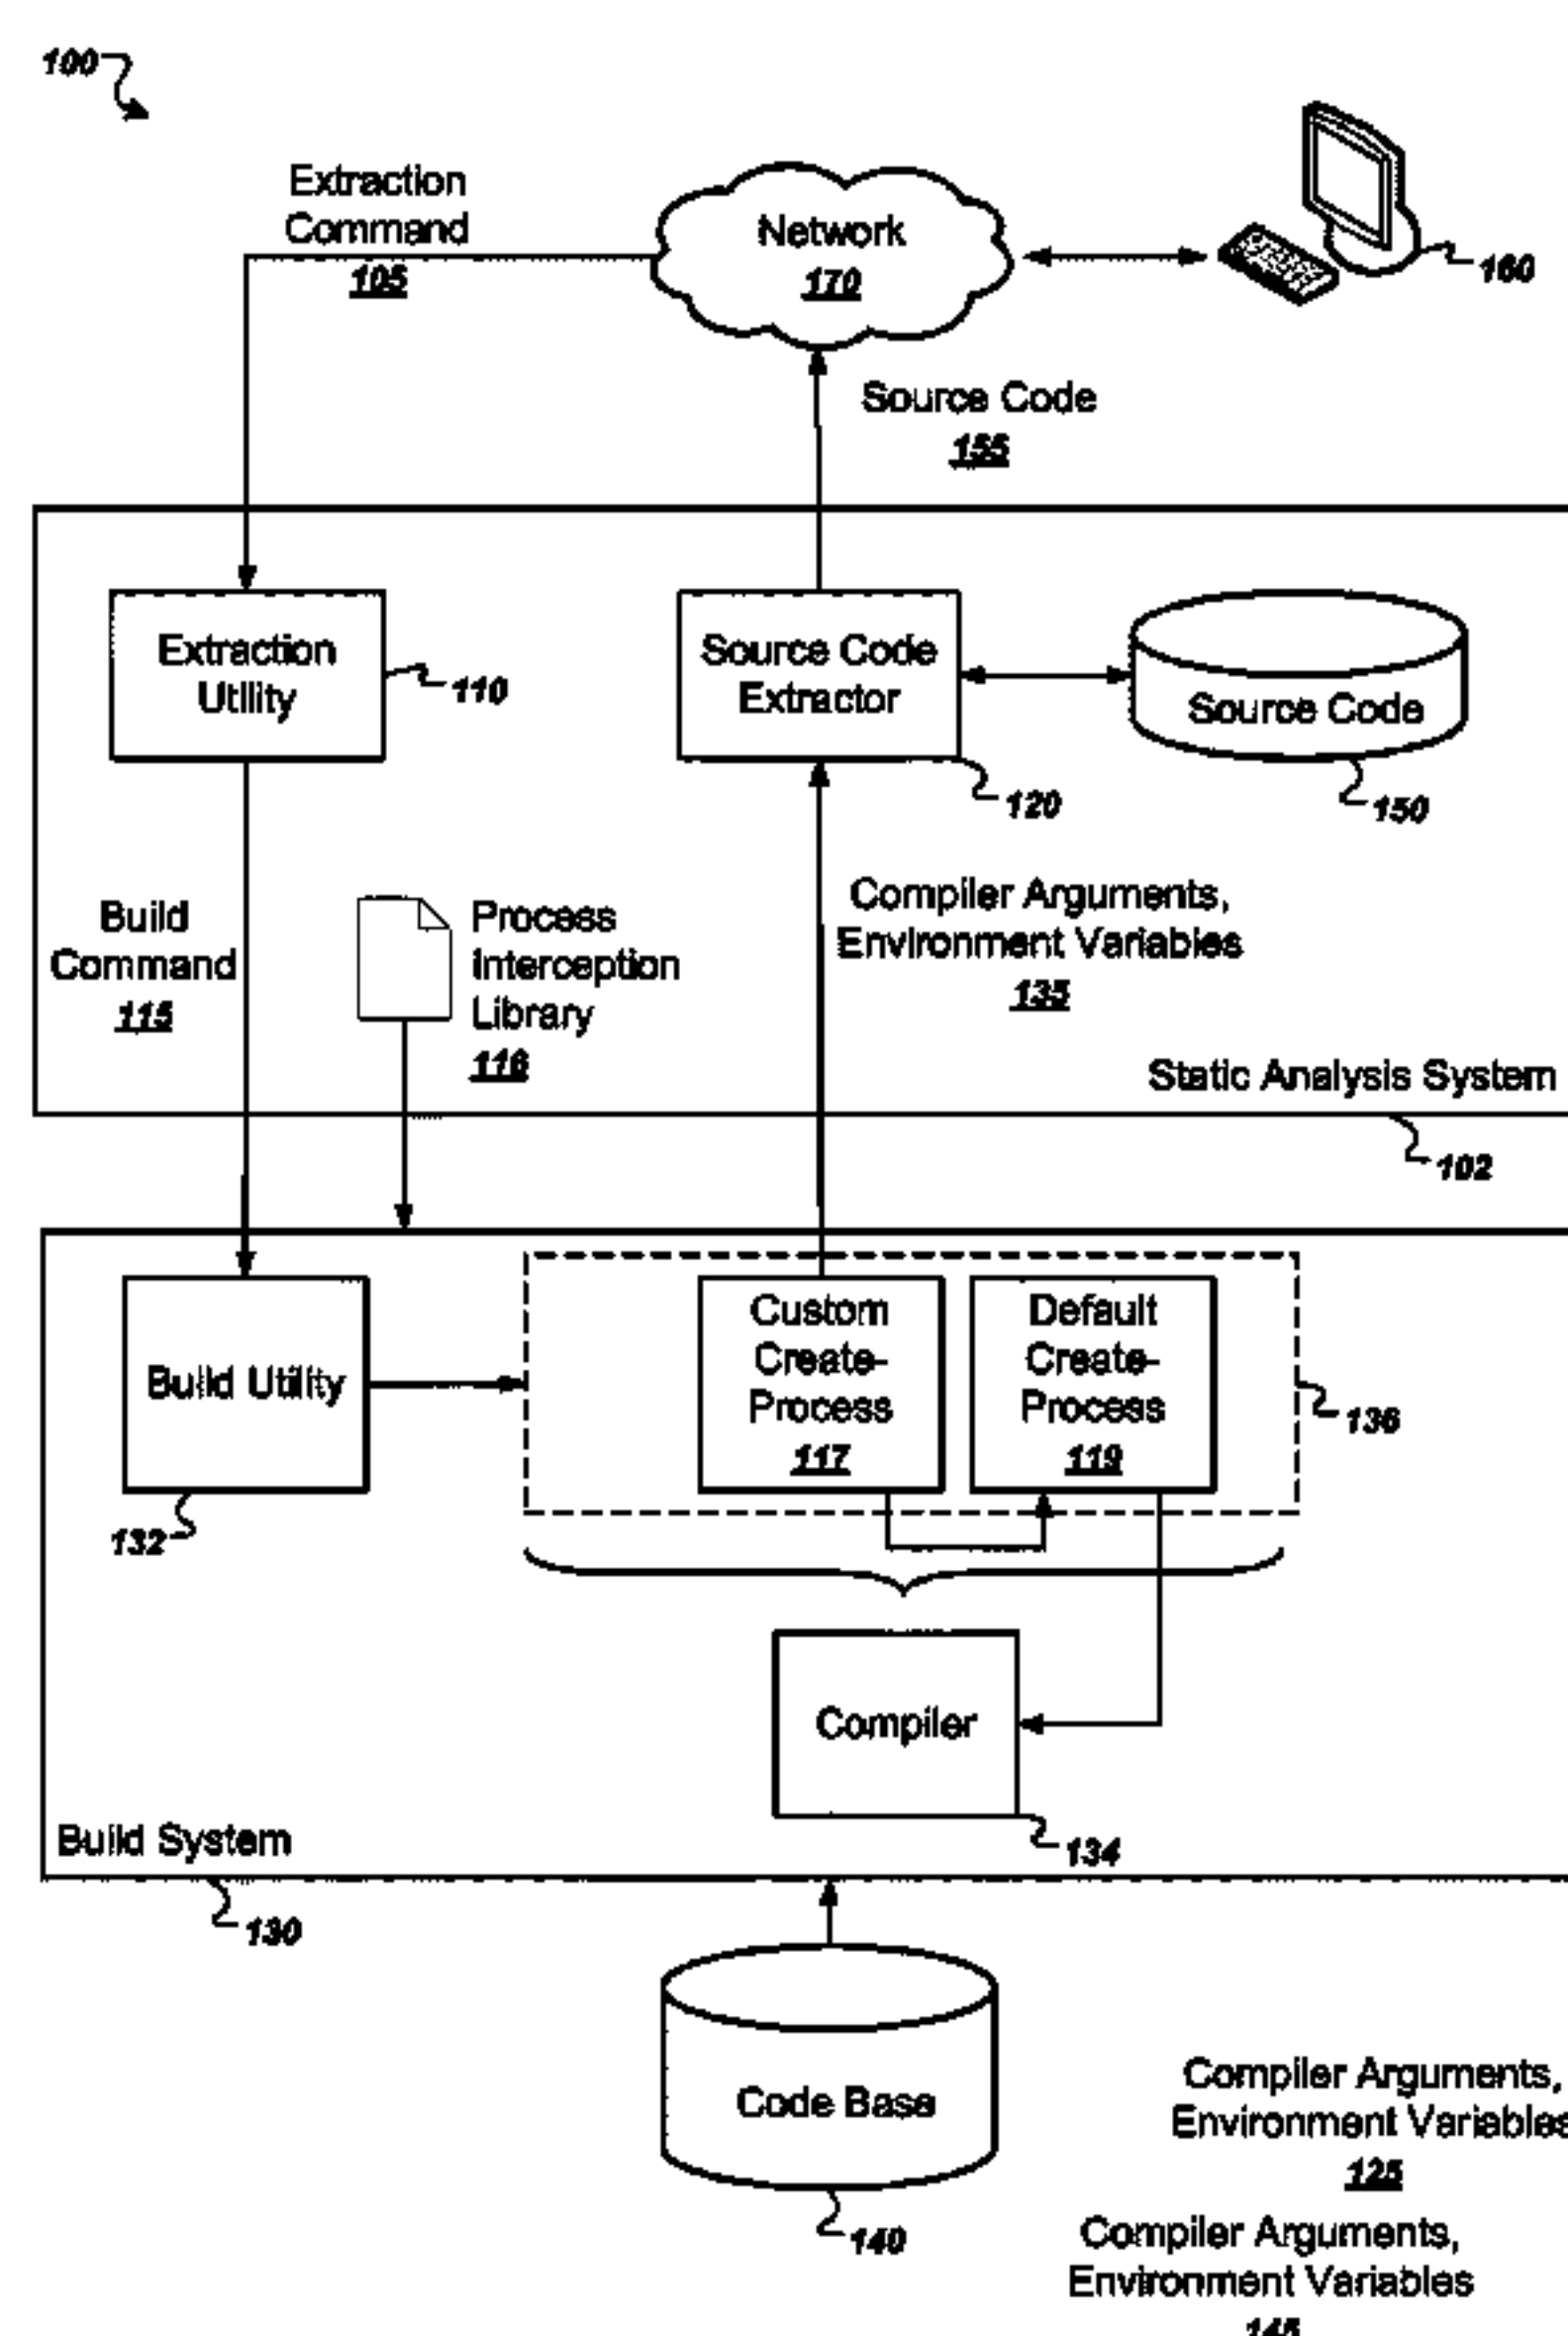 100
Extraction
Command
105
Network
170
160
Source Code
155
Extraction
Utility
110
Source Code
Extractor
120
Source Code
150
Build
Command
115
Process
Interception
Library
116
Compiler Arguments,
Environment Variables
135
Static Analysis System
102
Build Utility
132
Custom
Create-
Process
117
Default
Create-
Process
119
136
Compiler
134
Build System
130
Code Base
140
Compiler Arguments,
Environment Variables
125
Compiler Arguments,
Environment Variables
145